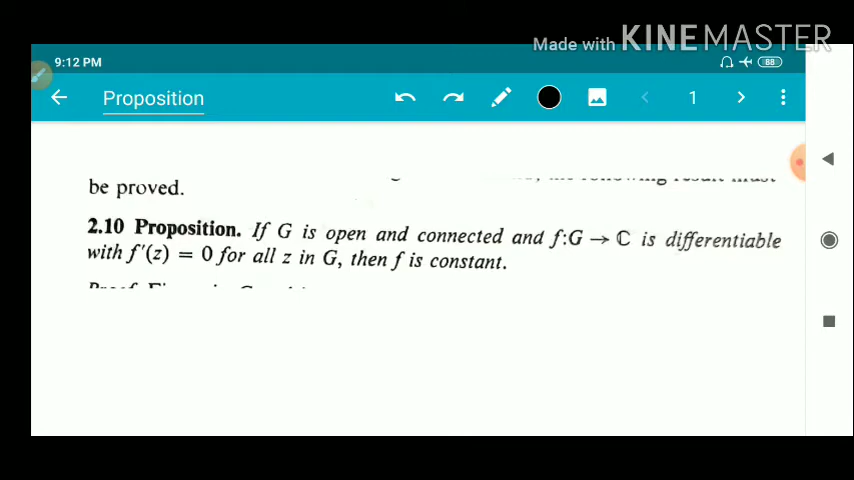 Made with KINEMASTER
9:12 PM 88
Proposition 1
be proved.
2.10 Proposition. If G is open and connected and f:G → ℂ is differentiable
with f'(z) = 0 for all z in G, then f is constant.